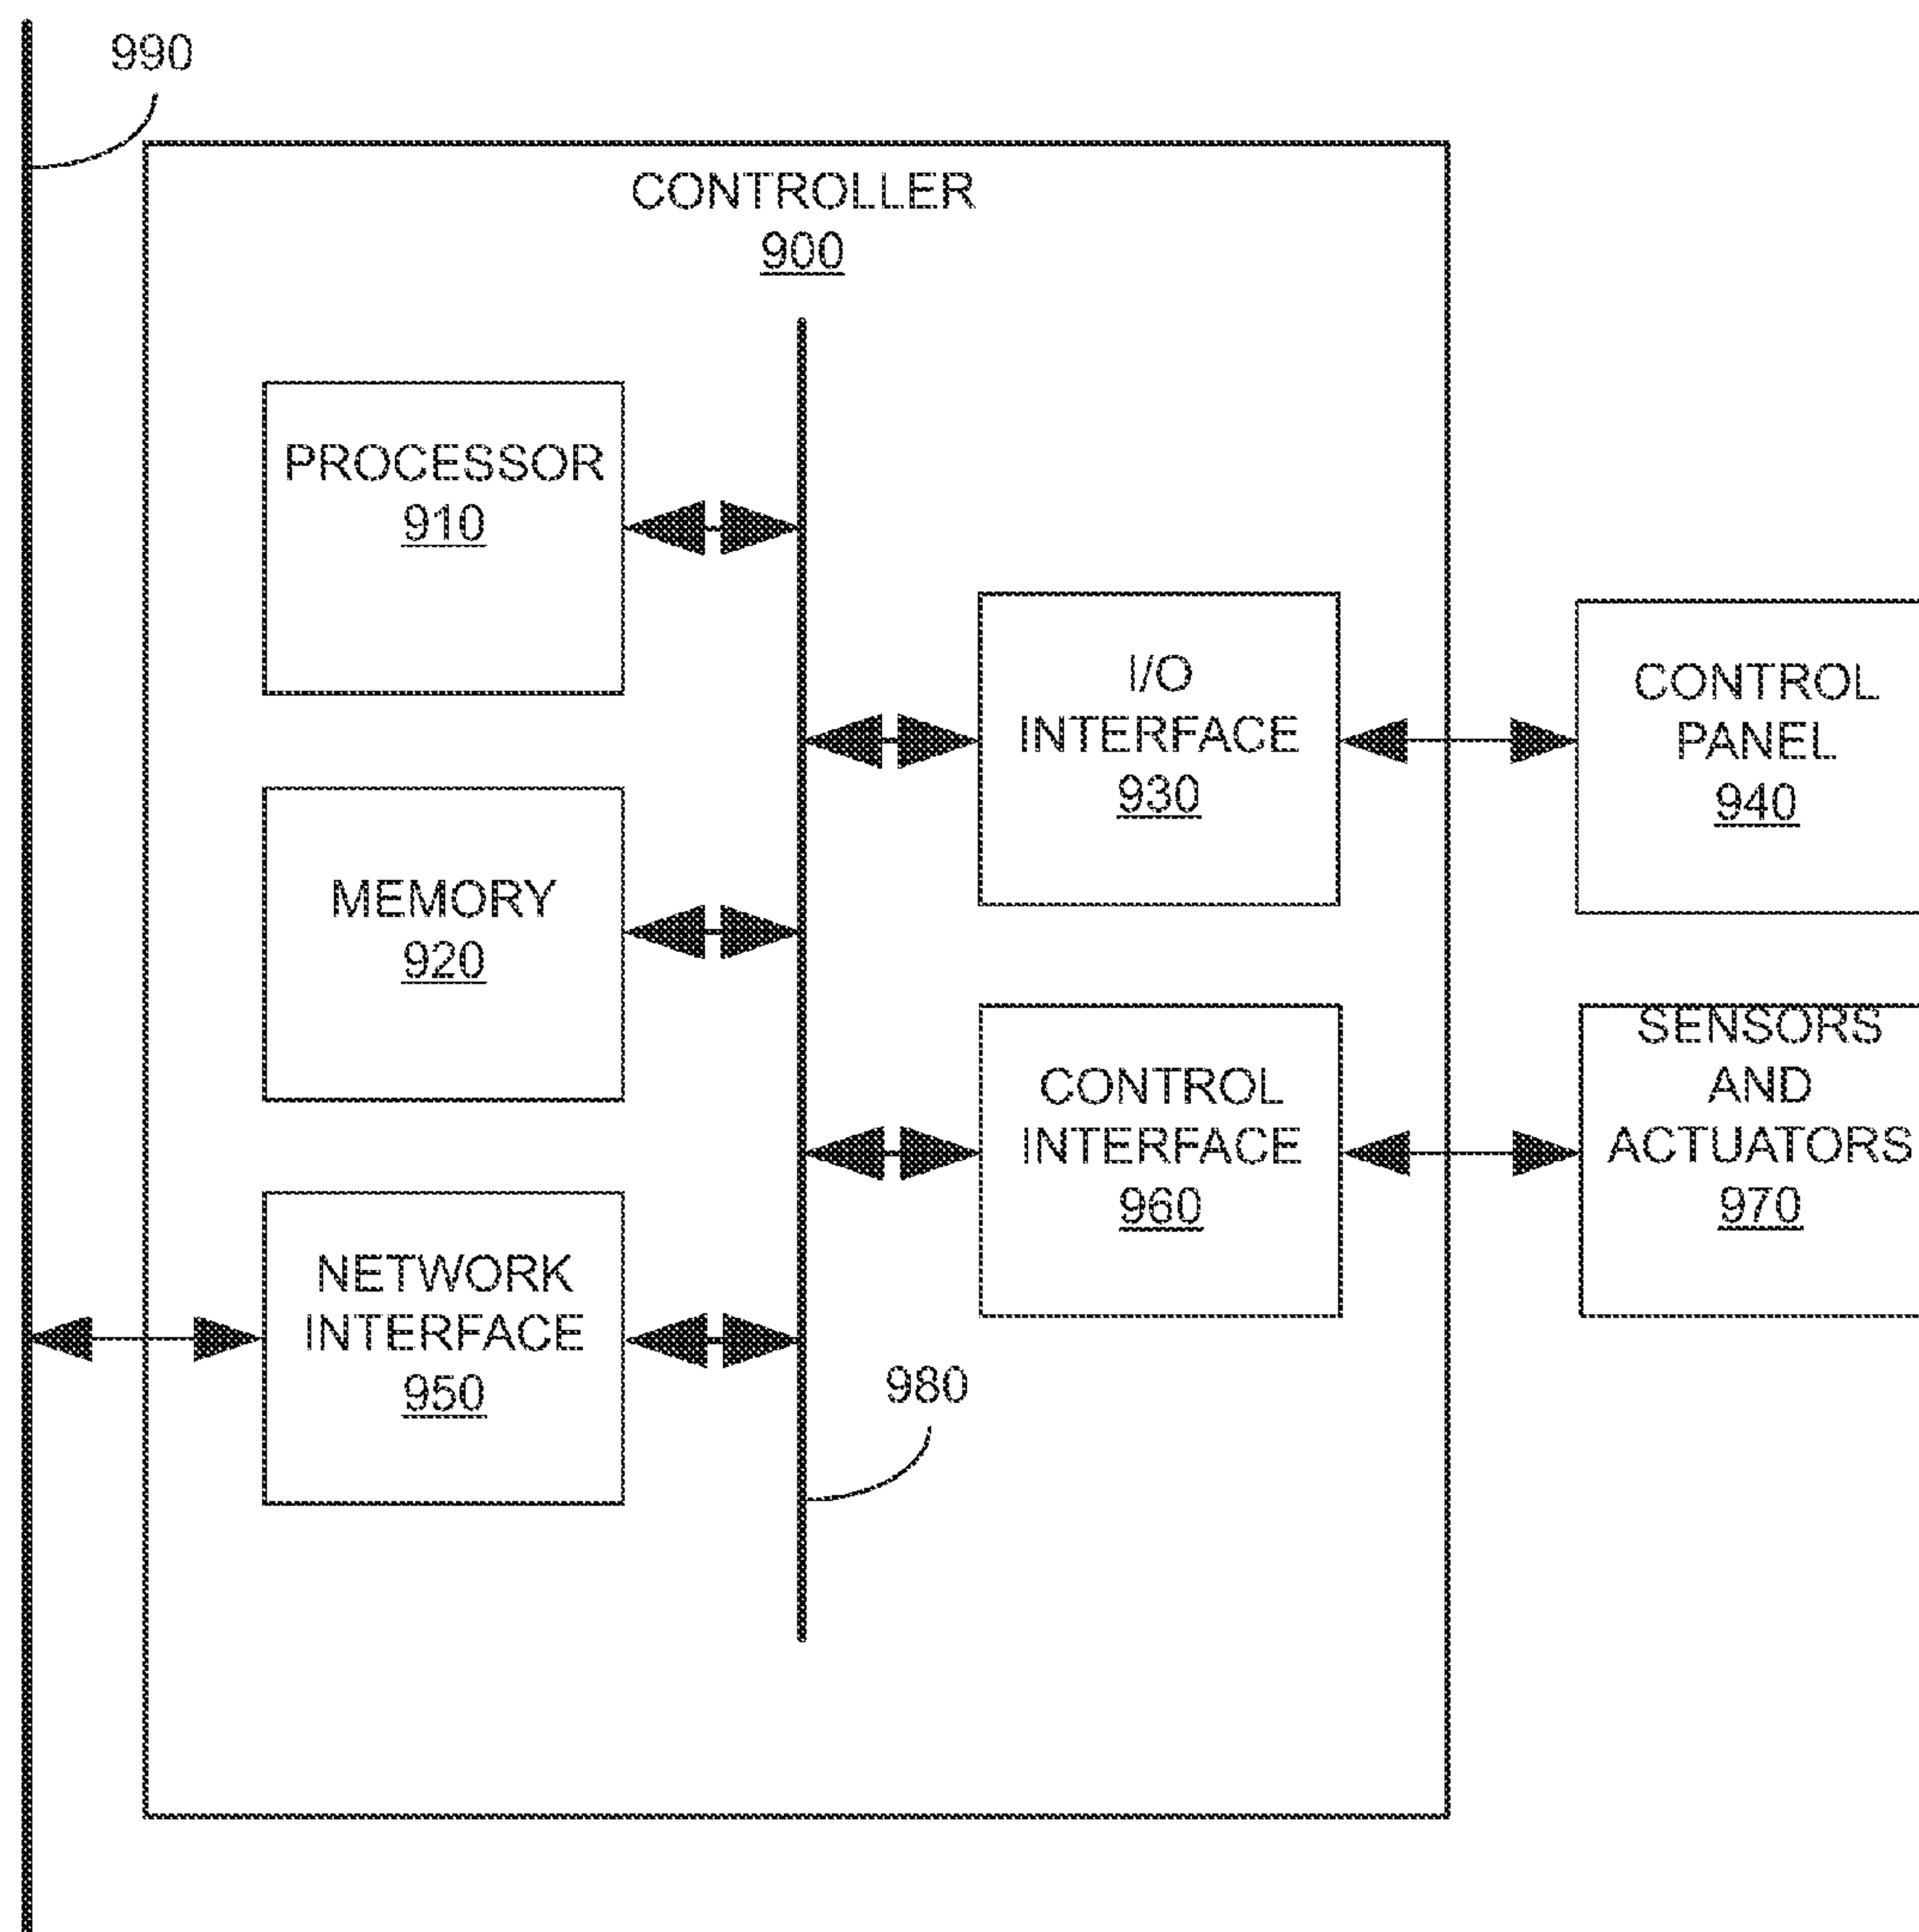 990
CONTROLLER
900
PROCESSOR
910
I/O
INTERFACE
930
CONTROL
PANEL
940
MEMORY
920
CONTROL
INTERFACE
960
SENSORS
AND
ACTUATORS
970
NETWORK
INTERFACE
950
980